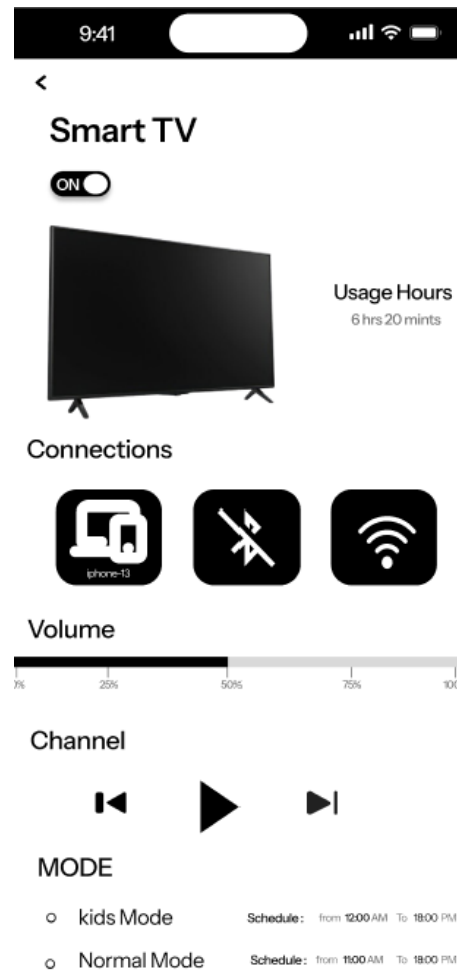 9:41
Smart TV
ON
Usage Hours
6 hrs 20 mints
Connections
iphone-13
Volume
25% 50% 75%
Channel
MODE
kids Mode Schedule: from 12:00 AM To 18:00 PM
Normal Mode Schedule: from 11:00 AM To 18:00 PM